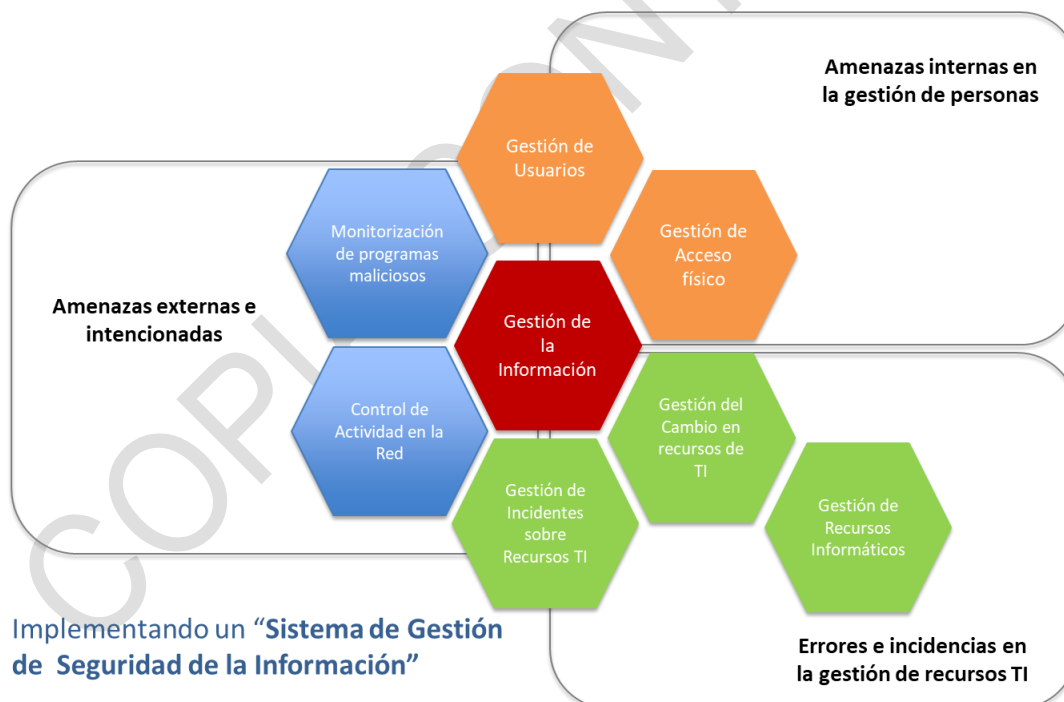 Amenazas internas en
la gestión de personas
Gestión de
Usuarios
Monitorización
de programas
maliciosos
Gestión de
Acceso
físico
Amenazas externas e
intencionadas
Gestión de
la
Información
Control de
Actividad en la
Red
Gestión del
Cambio en
recursos de
TI
Gestión de
Incidentes
sobre
Recursos TI
Gestión de
Recursos
Informáticos
Implementando un “Sistema de Gestión
de Seguridad de la Información”
Errores e incidencias en
la gestión de recursos TI